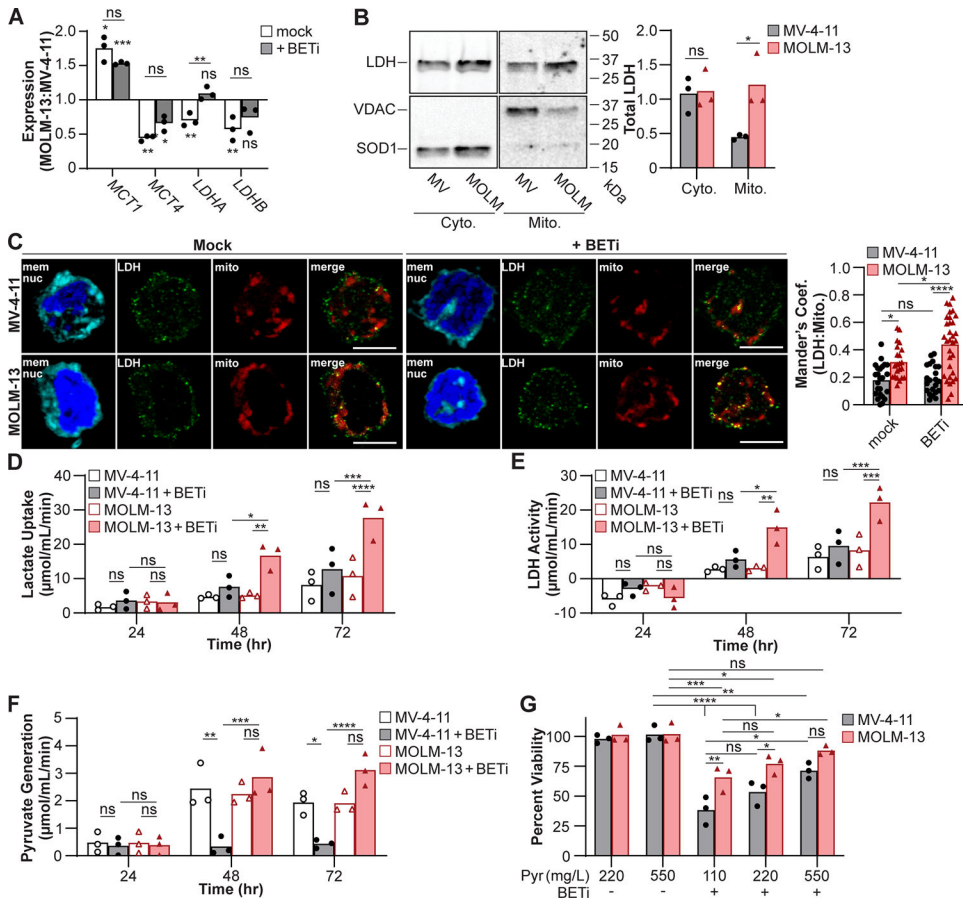 A
mock
+ BETi
Expression
(MOLM-13:MV-4-11)
2.0
1.5
1.0
0.5
0
ns
*
***
ns
**
*
**
ns
**
ns
**
ns
MCT1
MCT4
LDHA
LDHB
B
LDH
VDAC
SOD1
50
37
25
37
25
20
15
kDa
MV
MOLM
MV
MOLM
Cyto.
Mito.
MV-4-11
MOLM-13
Total LDH
2.0
1.5
1.0
0.5
0
ns
*
Cyto.
Mito.
C
Mock
+ BETi
MV-4-11
mem
nuc
LDH
mito
merge
mem
nuc
LDH
mito
merge
MOLM-13
mem
nuc
LDH
mito
merge
mem
nuc
LDH
mito
merge
MV-4-11
MOLM-13
Mander's Coef.
(LDH:Mito.)
1.0
0.8
0.6
0.4
0.2
0
*
****
ns
*
mock
BETi
D
MV-4-11
MV-4-11 + BETi
MOLM-13
MOLM-13 + BETi
Lactate Uptake
(μmol/mL/min)
40
30
20
10
0
ns
ns
ns
*
ns
**
***
ns
****
24
48
72
Time (hr)
E
MV-4-11
MV-4-11 + BETi
MOLM-13
MOLM-13 + BETi
LDH Activity
(μmol/mL/min)
30
20
10
0
-10
ns
ns
ns
*
ns
**
***
ns
***
24
48
72
Time (hr)
F
MV-4-11
MV-4-11 + BETi
MOLM-13
MOLM-13 + BETi
Pyruvate Generation
(μmol/mL/min)
5
4
3
2
1
0
ns
ns
ns
***
**
ns
****
*
ns
24
48
72
Time (hr)
G
MV-4-11
MOLM-13
Percent Viability
100
75
50
25
0
ns
*
***
**
****
*
ns
*
ns
ns
**
*
Pyr (mg/L)
220
550
110
220
550
BETi
-
-
+
+
+